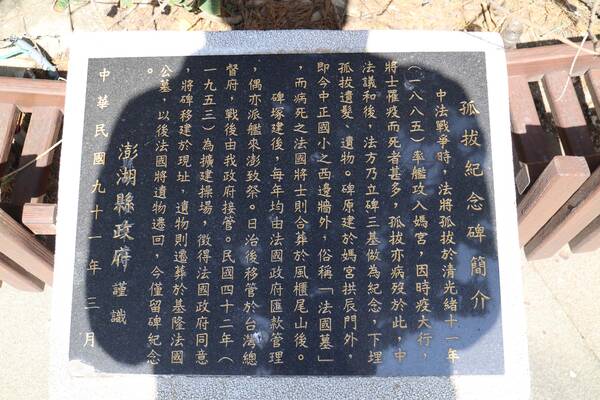 孤拔紀念碑簡介
中法戰爭時，法將孤拔於清光緒十一年
（一八八五）率艦攻入媽宮，因時疫大行，
將士罹疫而死者甚多，孤拔亦病歿於此，中
法議和後，法方乃立碑三基做為紀念，下埋
孤拔遺髮、遺物。碑原建於媽宮拱辰門外，
即今中正國小之西邊牆外，俗稱「法國墓」
，而病死之法國將士則合葬於風櫃尾山後。
碑塚建後，每年均由法國政府匯款管理
，偶亦派艦來澎致祭。日治後移管於台灣總
督府，戰後由我政府接管。民國四十二年（
一九五三）為擴建操場，徵得法國政府同意
將碑移建於現址，遺物則遷葬於基隆法國
公墓，以後法國將遺物遷回，今僅留碑紀念
。
澎湖縣政府 謹識
中華民國九十一年三月